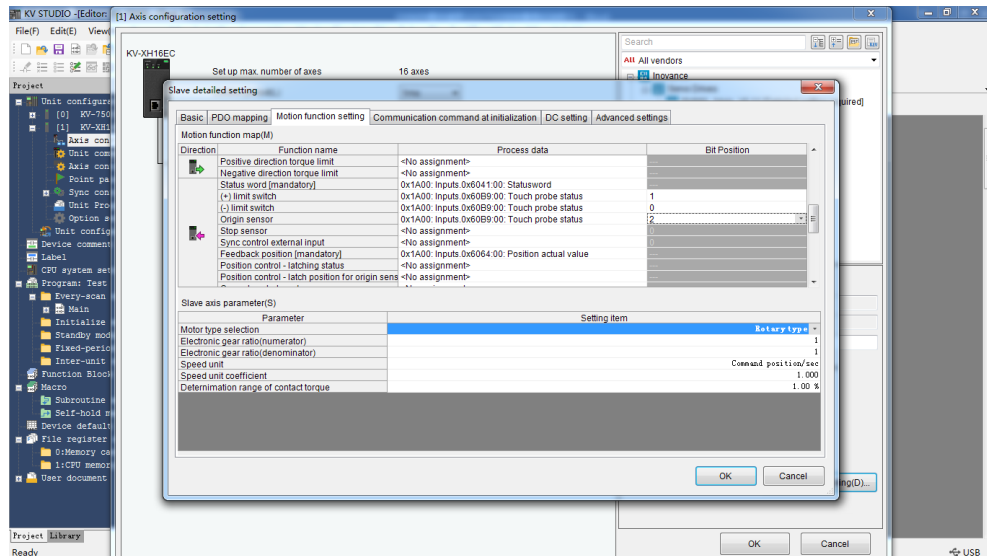 KV STUDIO -[Editor:
[1] Axis configuration setting
File(F) Edit(E) View(
Project
Unit configura
[0] KV-750
[1] KV-XH1
Axis con
Unit com
Axis con
Point pa
Sync con
Unit Pro
Option s
Unit config
Device comment
Label
CPU system set
Program: Test
Every-scan
Main
Initialize
Standby mod
Fixed-perio
Inter-unit
Function Block
Macro
Subroutine
Self-hold m
Device default
File register
0:Memory ca
1:CPU memor
User document
Project Library
Ready
USB
KV-XH16EC
Set up max. number of axes 16 axes
Search
All All vendors
Inovance
uired]
Slave detailed setting
Basic PDO mapping Motion function setting Communication command at initialization DC setting Advanced settings
Motion function map(M)
Direction Function name Process data Bit Position
Positive direction torque limit <No assignment> ---
Negative direction torque limit <No assignment> ---
Status word [mandatory] 0x1A00: Inputs.0x6041:00: Statusword ---
(+) limit switch 0x1A00: Inputs.0x60B9:00: Touch probe status 1
(-) limit switch 0x1A00: Inputs.0x60B9:00: Touch probe status 0
Origin sensor 0x1A00: Inputs.0x60B9:00: Touch probe status 2
Stop sensor <No assignment> 0
Sync control external input <No assignment> 0
Feedback position [mandatory] 0x1A00: Inputs.0x6064:00: Position actual value ---
Position control - latching status <No assignment> ---
Position control - latch position for origin sens <No assignment> ---
Slave axis parameter(S)
Parameter Setting item
Motor type selection Rotary type
Electronic gear ratio(numerator) 1
Electronic gear ratio(denominator) 1
Speed unit Command position/sec
Speed unit coefficient 1.000
Deternimation range of contact torque 1.00 %
OK Cancel
ing(D)...
OK Cancel